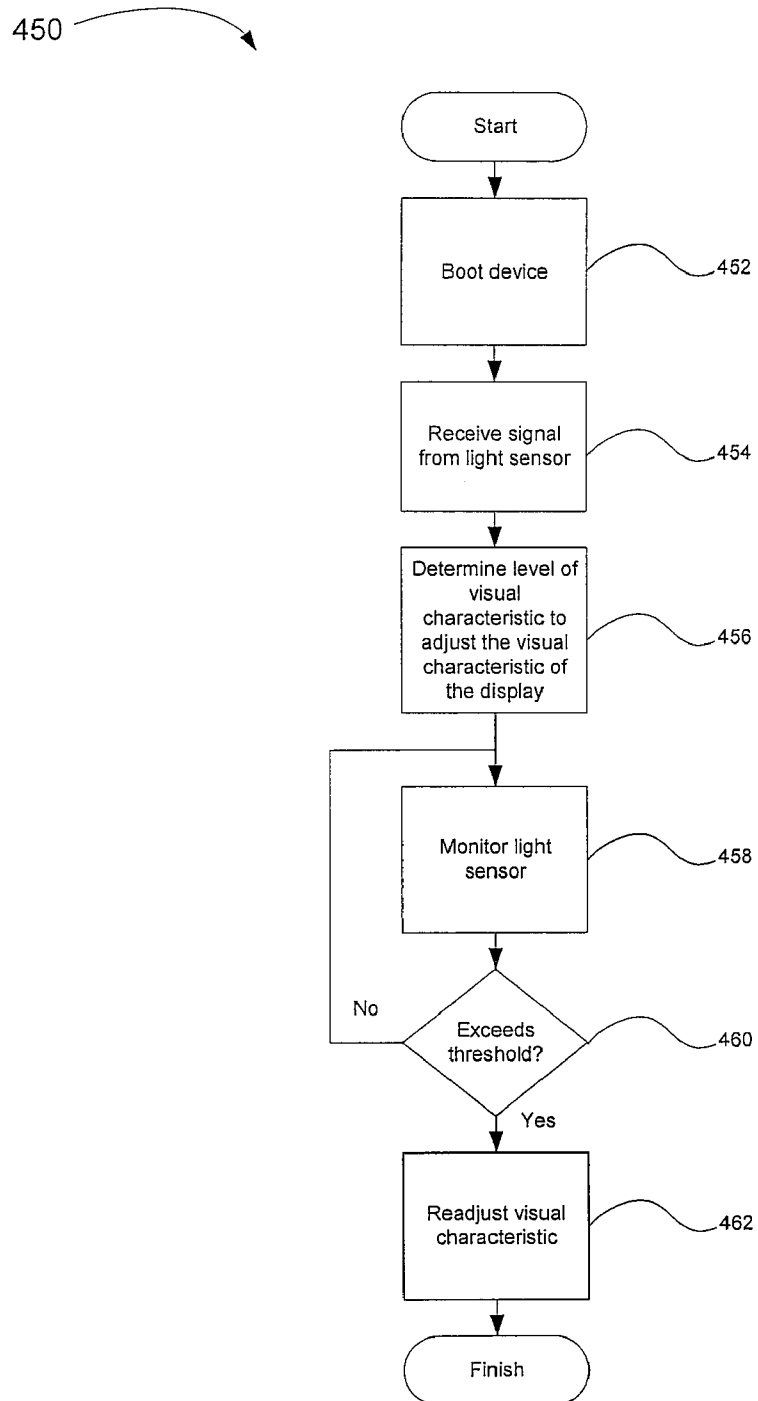 450
Start
Boot device
452
Receive signal
from light sensor
454
Determine level of
visual
characteristic to
adjust the visual
characteristic of
the display
456
Monitor light
sensor
458
No
Exceeds
threshold?
460
Yes
Readjust visual
characteristic
462
Finish